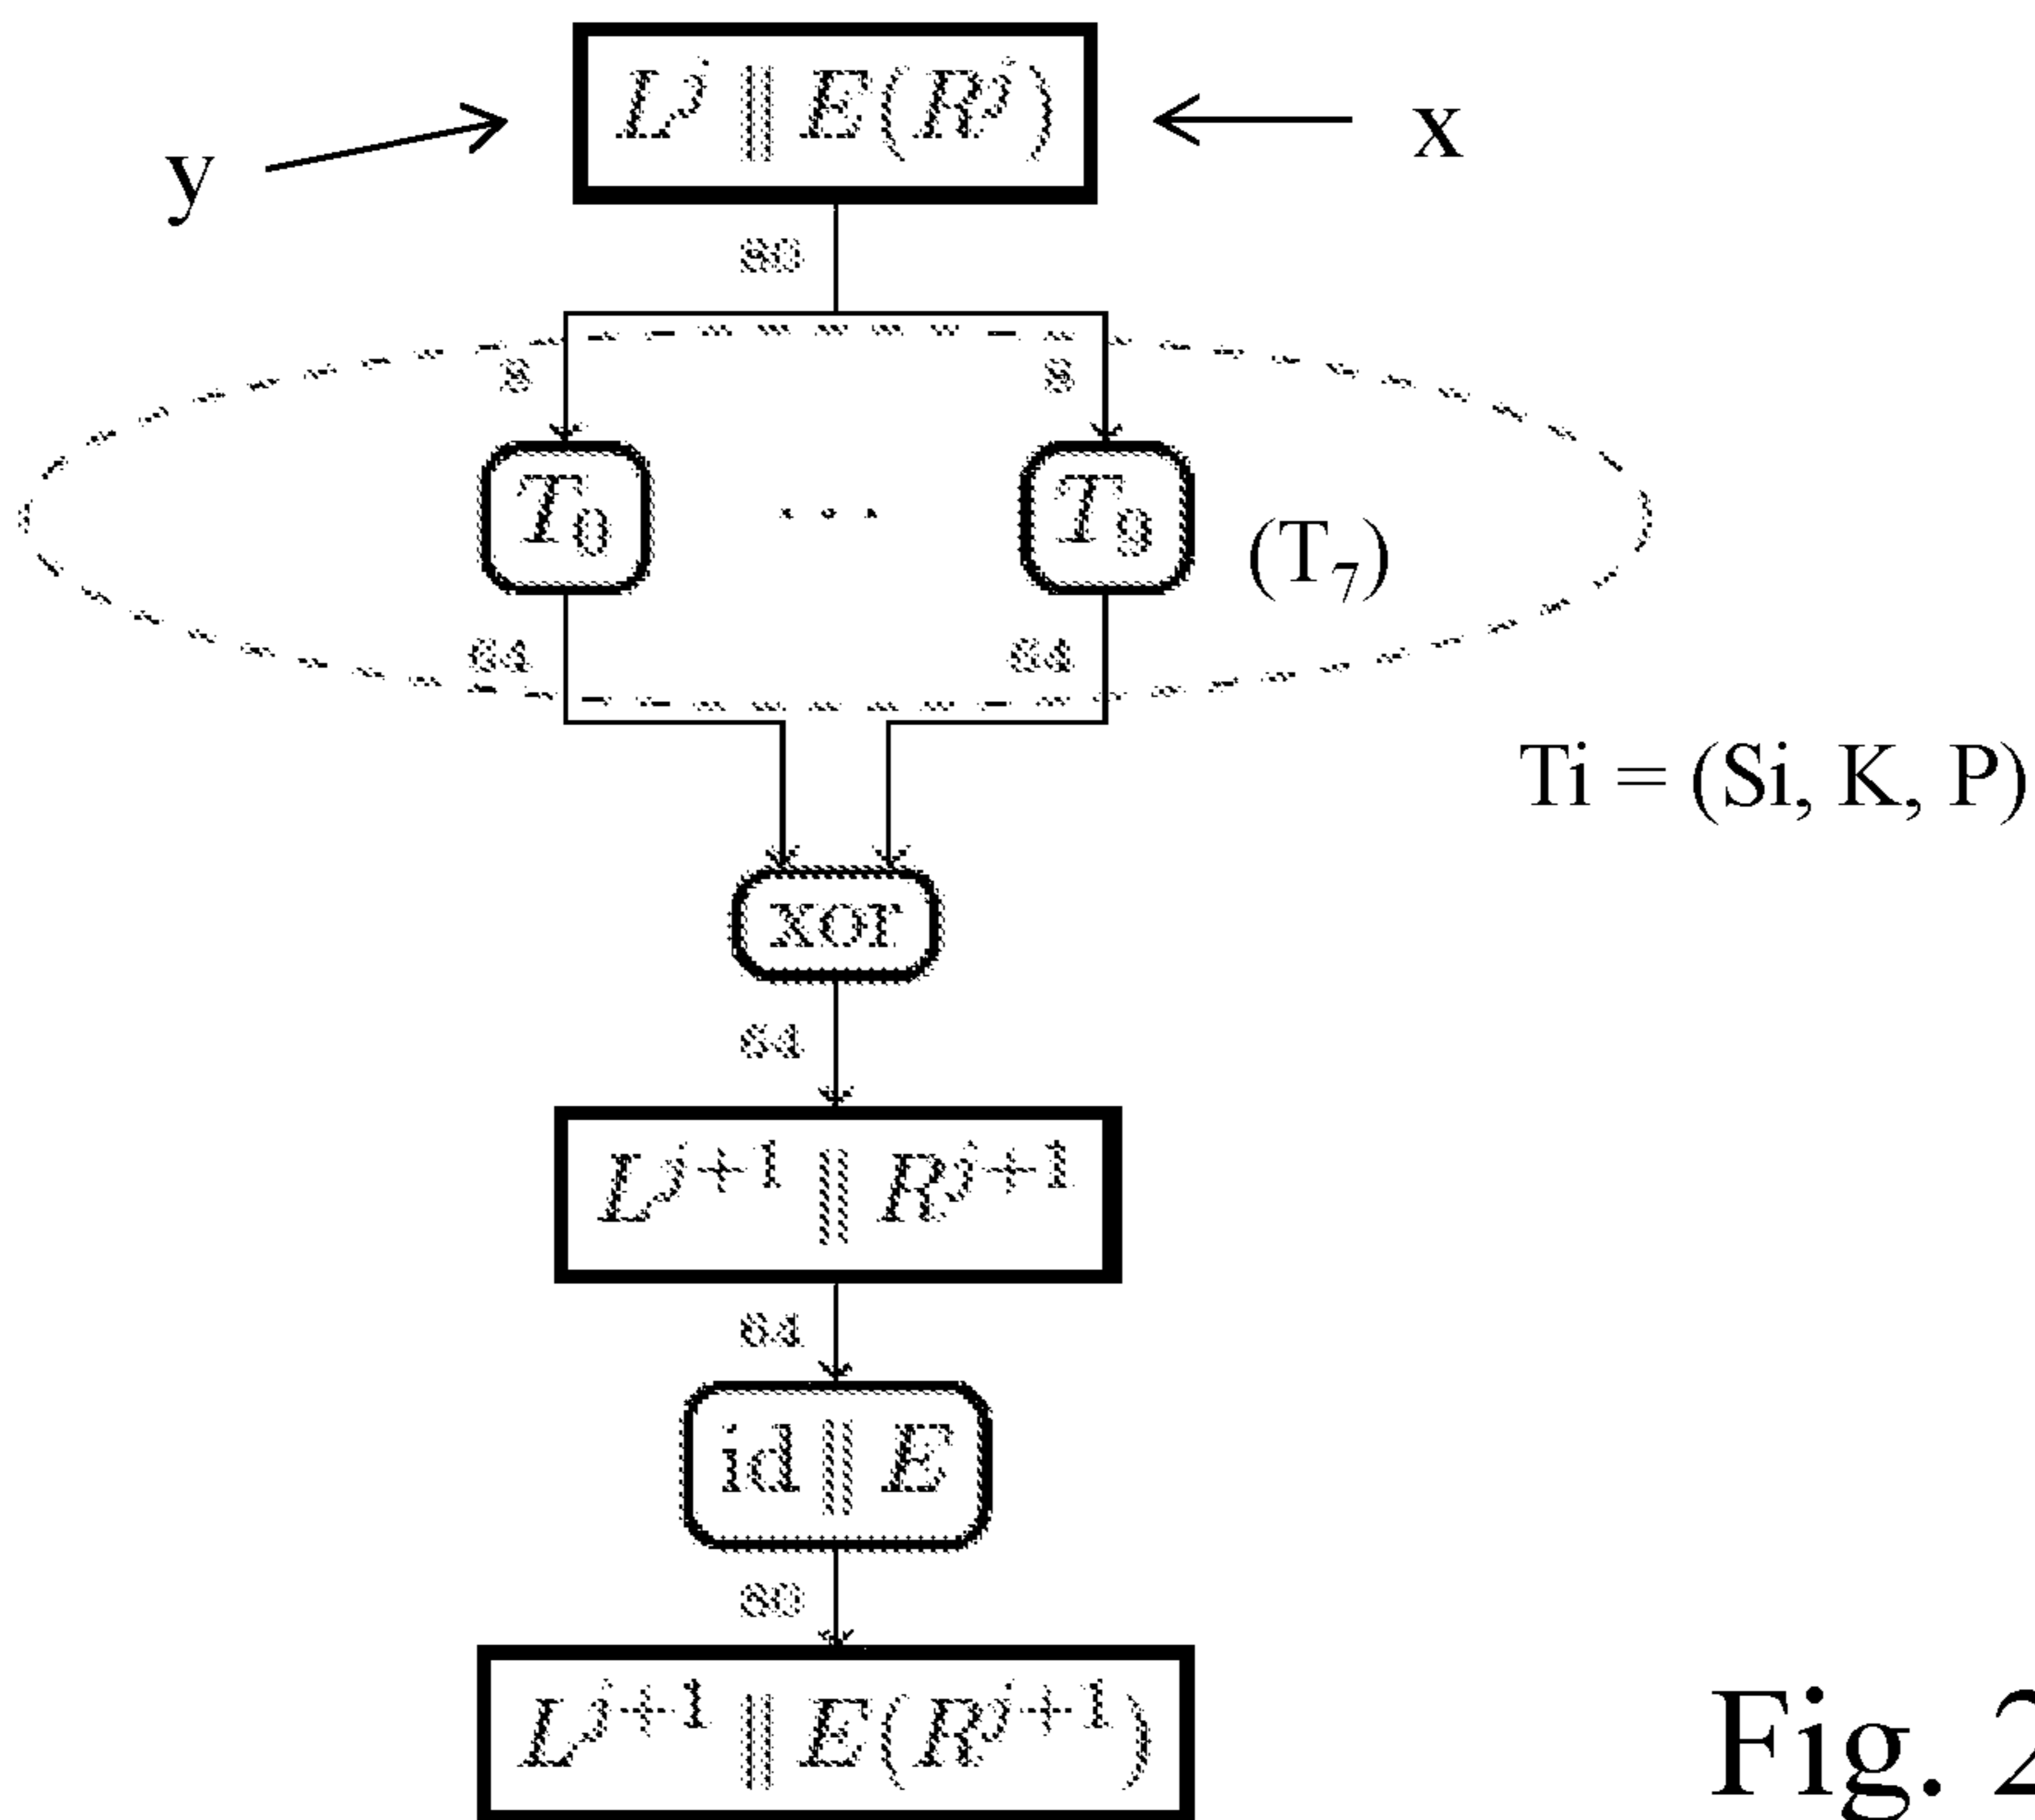 L^j || E(R^j)
y
x
80
8 8
T_0 ... T_9 (T_7)
64 64
Ti = (Si, K, P)
xor
64
L^{j+1} || R^{j+1}
64
id || E
80
L^{j+1} || E(R^{j+1})
Fig. 2